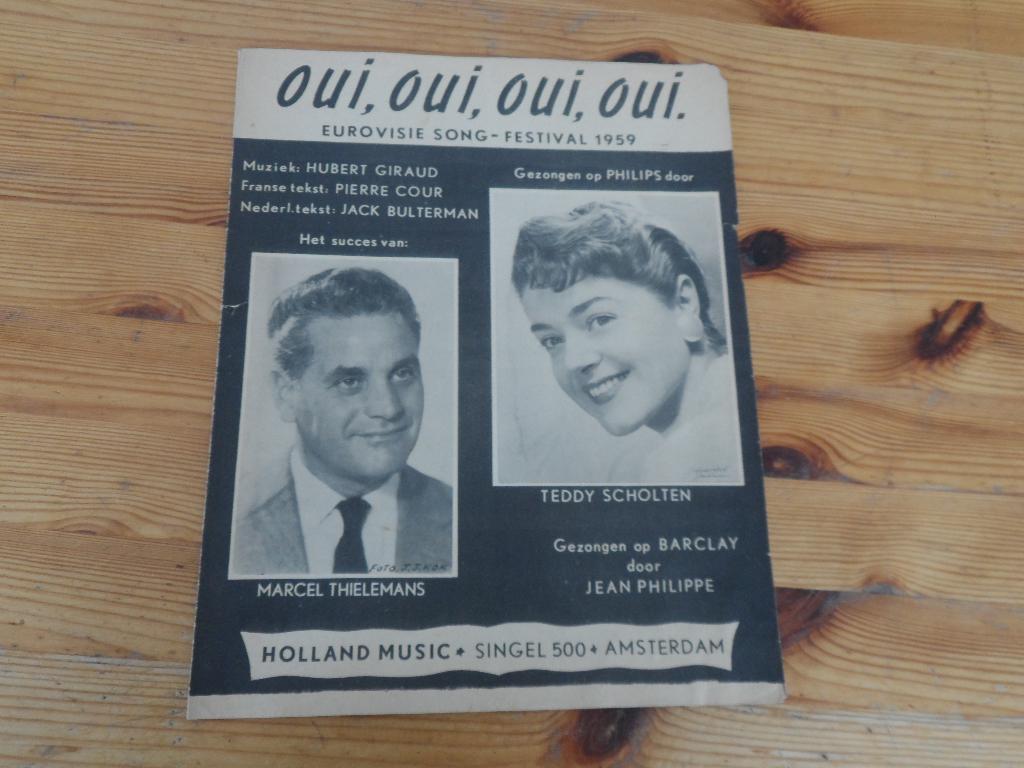 oui, oui, oui, oui.
EUROVISIE SONG-FESTIVAL 1959
Muziek: HUBERT GIRAUD
Franse tekst: PIERRE COUR
Nederl.tekst: JACK BULTERMAN
Het succes van:
FOTO. J.J.KOK
MARCEL THIELEMANS
Gezongen op PHILIPS door
TEDDY SCHOLTEN
Gezongen op BARCLAY
door
JEAN PHILIPPE
HOLLAND MUSIC * SINGEL 500 * AMSTERDAM